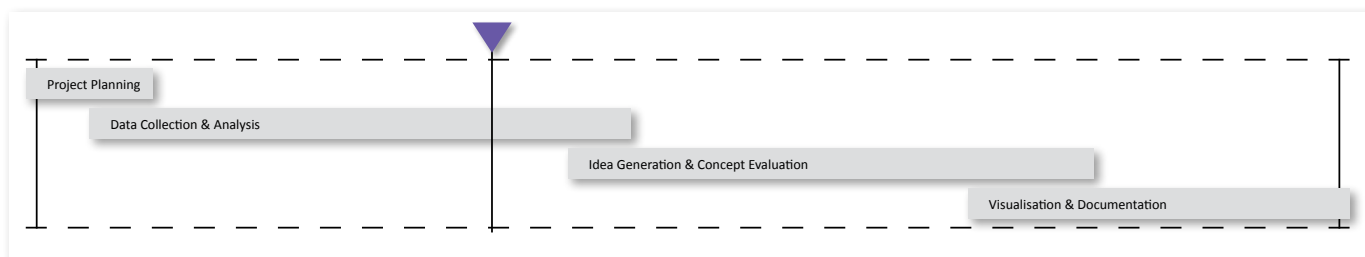 Project Planning
Data Collection & Analysis
Idea Generation & Concept Evaluation
Visualisation & Documentation